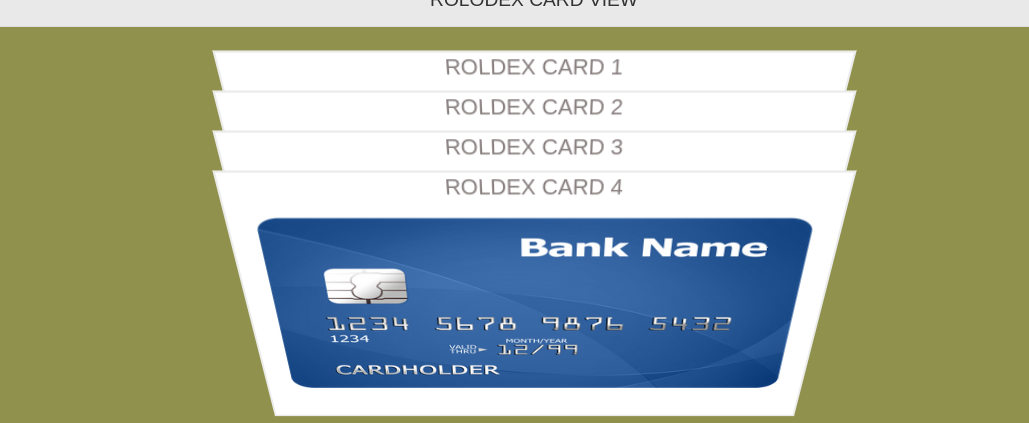 ROLODEX CARD VIEW
ROLDEX CARD 1
ROLDEX CARD 2
ROLDEX CARD 3
ROLDEX CARD 4
Bank Name
1234 5678 9876 5432
1234
MONTH/YEAR
VALID THRU 12/99
CARDHOLDER